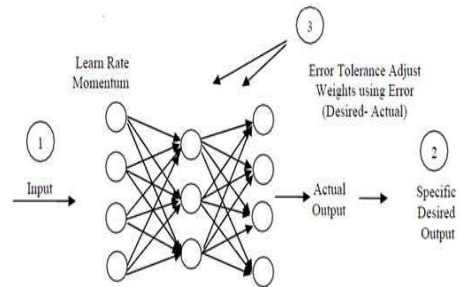 3
Learn Rate
Momentum
Error Tolerance Adjust
Weights using Error
(Desired- Actual)
1
Input
Actual
Output
2
Specific
Desired
Output